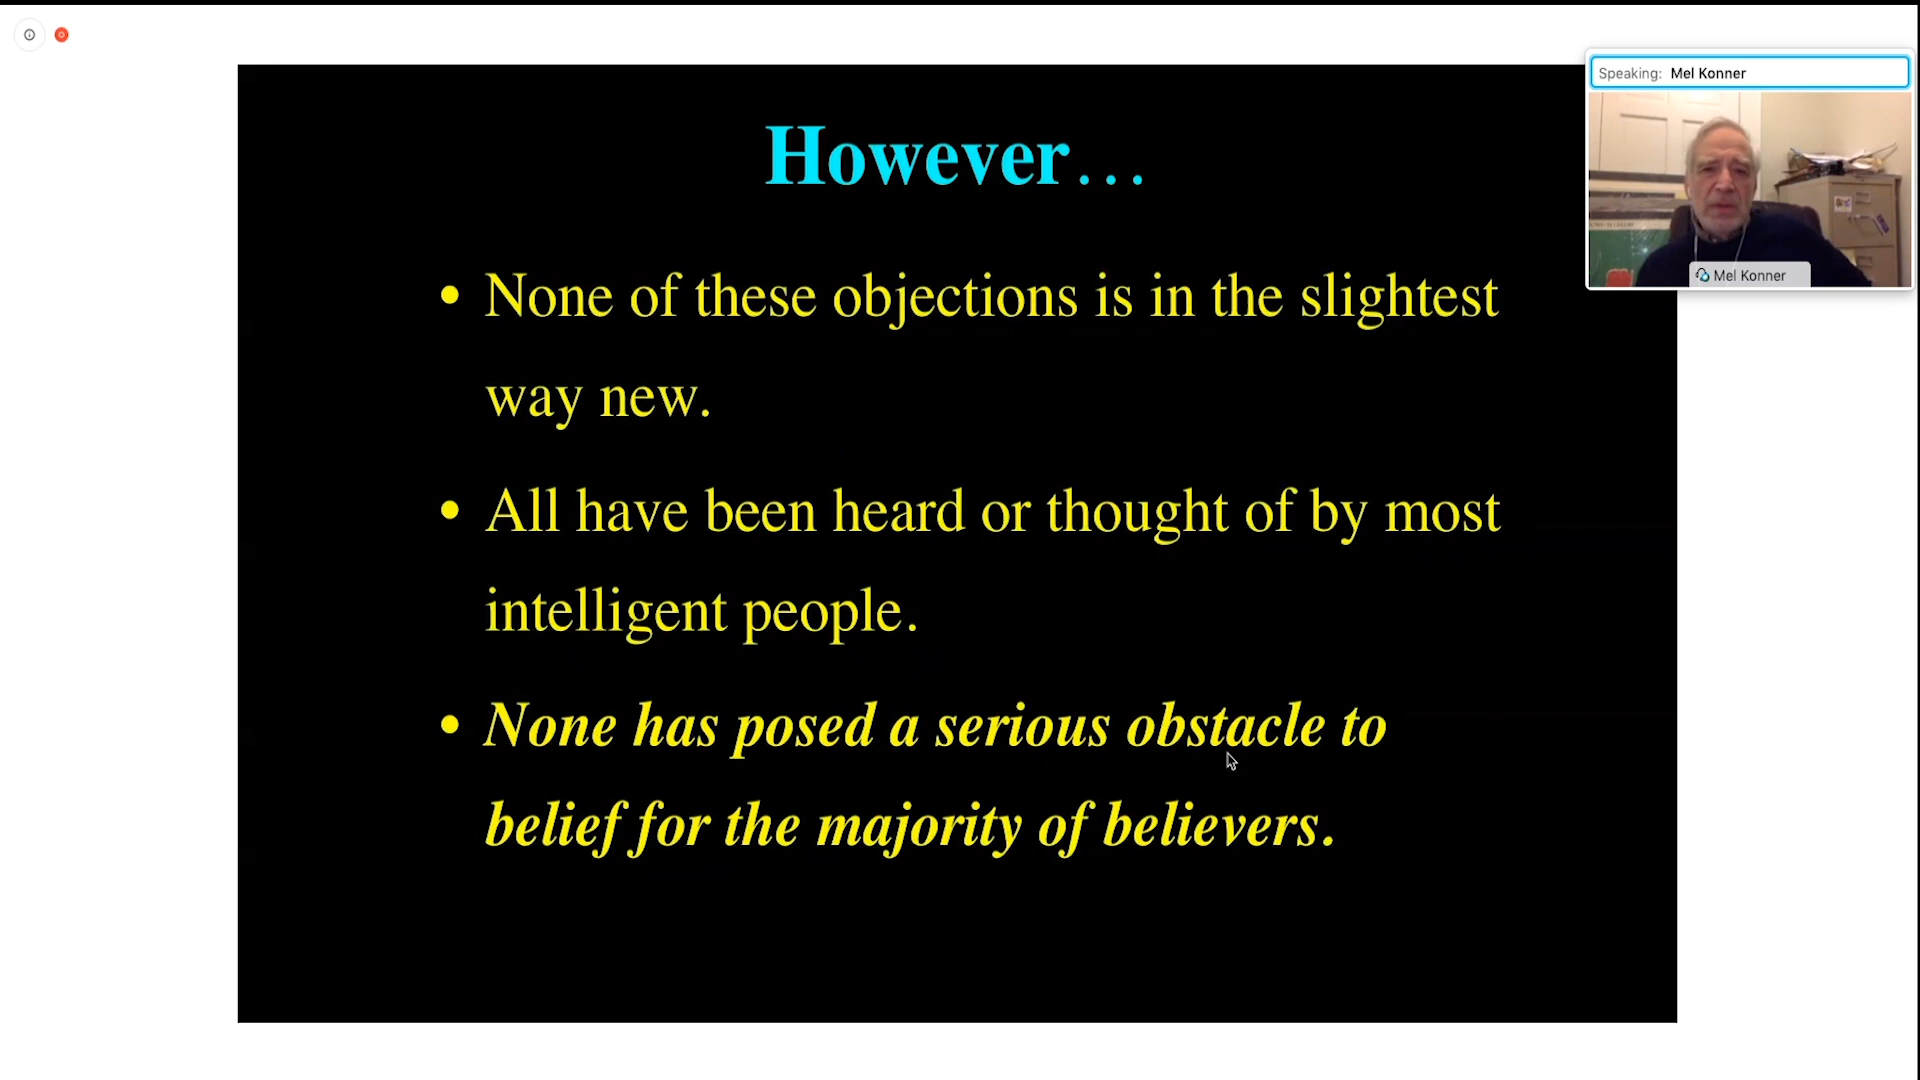 Speaking: Mel Konner
However...
• None of these objections is in the slightest
way new.
• All have been heard or thought of by most
intelligent people.
• None has posed a serious obstacle to
belief for the majority of believers.
Mel Konner